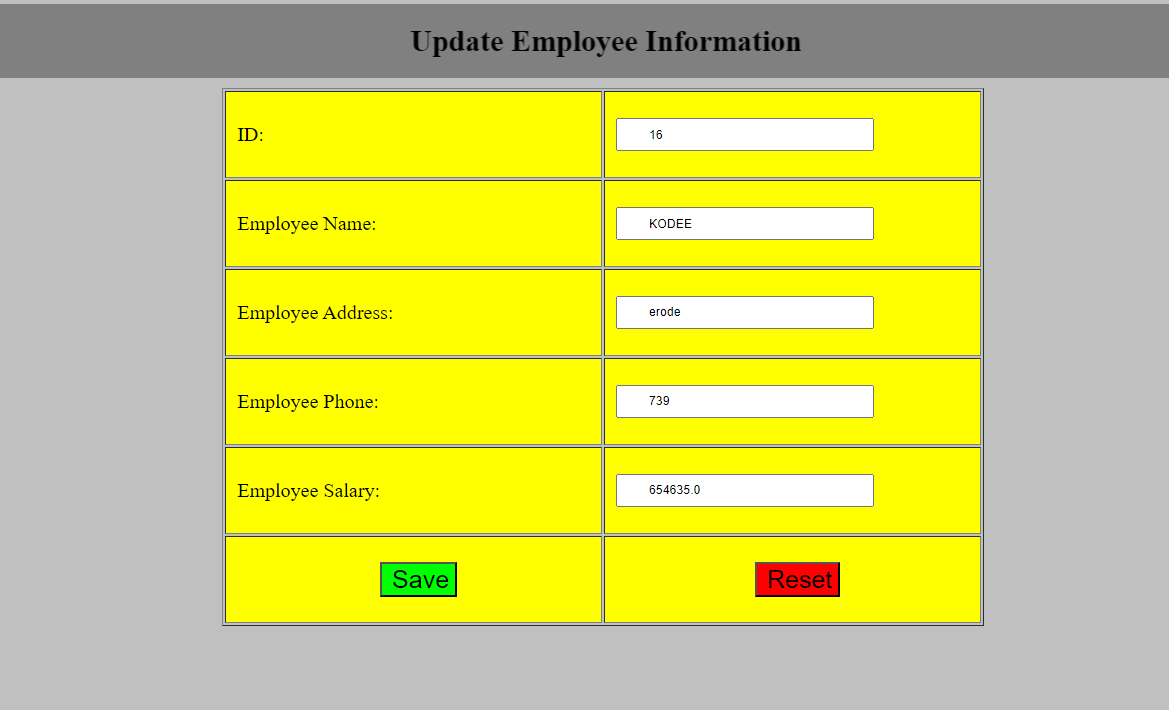 Update Employee Information
ID: 16
Employee Name: KODEE
Employee Address: erode
Employee Phone: 739
Employee Salary: 654635.0
Save Reset